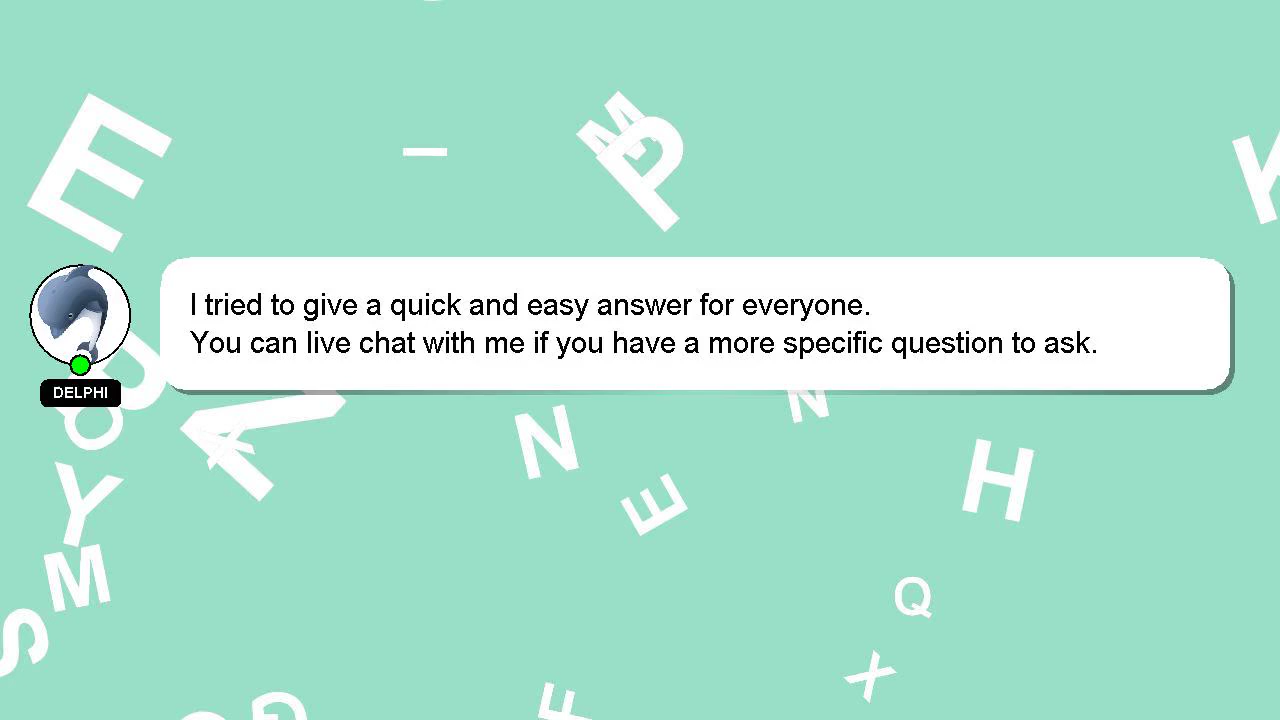 E
—
M
P
K
I tried to give a quick and easy answer for everyone.
You can live chat with me if you have a more specific question to ask.
DELPHI
N
N
E
H
Y
M
S
Q
X
G
F